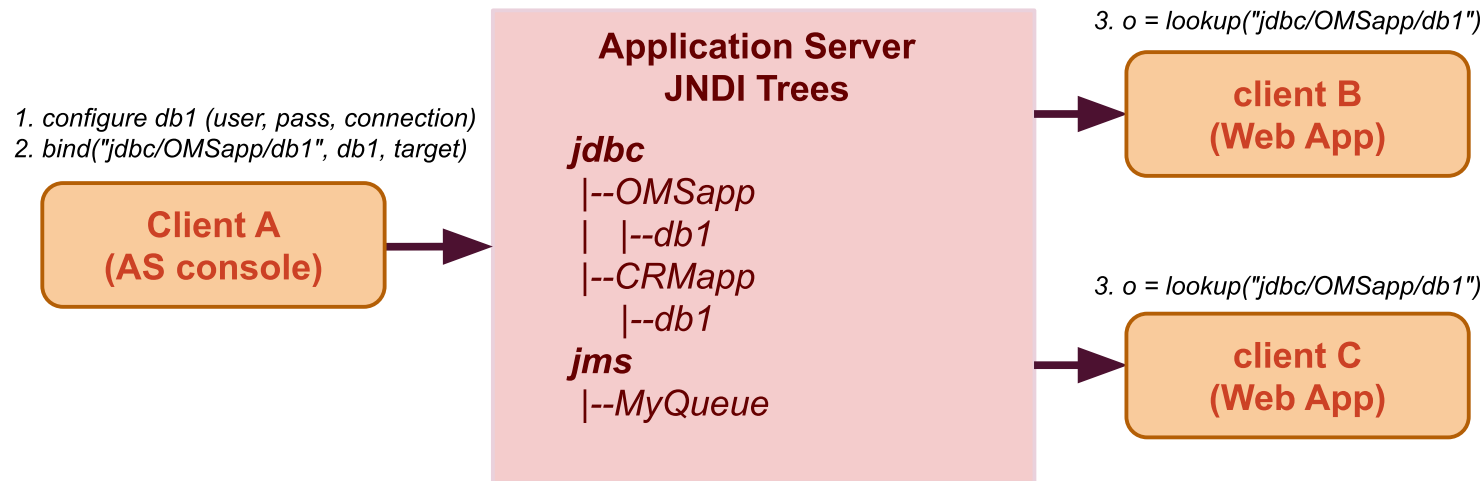 1. configure db1 (user, pass, connection)
2. bind("jdbc/OMSapp/db1", db1, target)
Client A
(AS console)
Application Server
JNDI Trees
jdbc
|--OMSapp
|   |--db1
|--CRMapp
    |--db1
jms
|--MyQueue
3. o = lookup("jdbc/OMSapp/db1")
client B
(Web App)
3. o = lookup("jdbc/OMSapp/db1")
client C
(Web App)